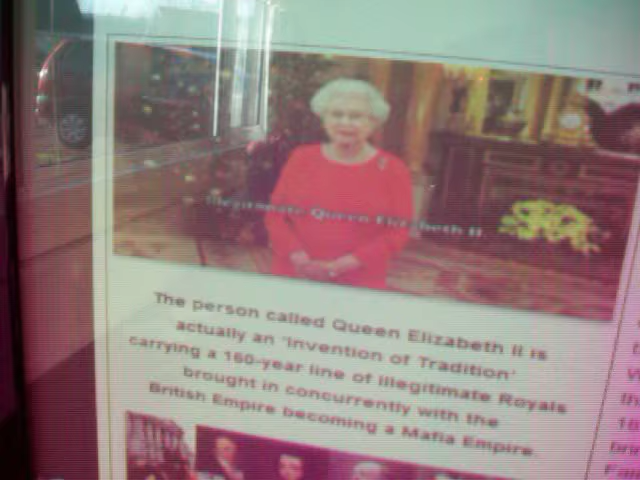 Illegitimate Queen Elizabeth II
The person called Queen Elizabeth II is
actually an 'Invention of Tradition'
carrying a 160-year line of Illegitimate Royals
brought in concurrently with the
British Empire becoming a Mafia Empire.